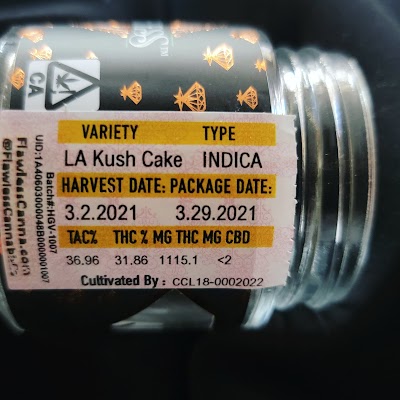 CA
VARIETY TYPE
LA Kush Cake INDICA
HARVEST DATE: PACKAGE DATE:
3.2.2021 3.29.2021
TAC% THC % MG THC MG CBD
36.96 31.86 1115.1 <2
Cultivated By : CCL18-0002022
Batch#:HGV-1007
FlawlessCanna.com